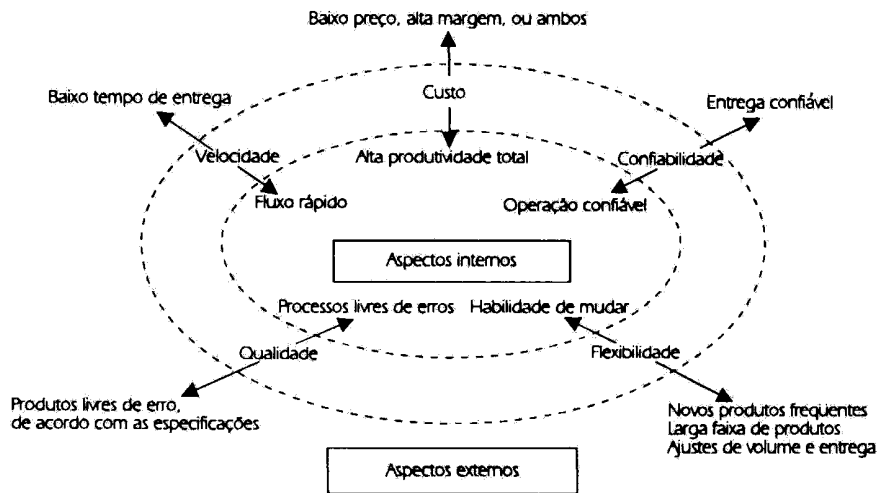 Baixo preço, alta margem, ou ambos
Baixo tempo de entrega
Custo
Entrega confiável
Velocidade
Alta produtividade total
Confiabilidade
Fluxo rápido
Operação confiável
Aspectos internos
Processos livres de erros
Habilidade de mudar
Qualidade
Flexibilidade
Produtos livres de erro,
de acordo com as especificações
Novos produtos freqüentes
Larga faixa de produtos
Ajustes de volume e entrega
Aspectos externos